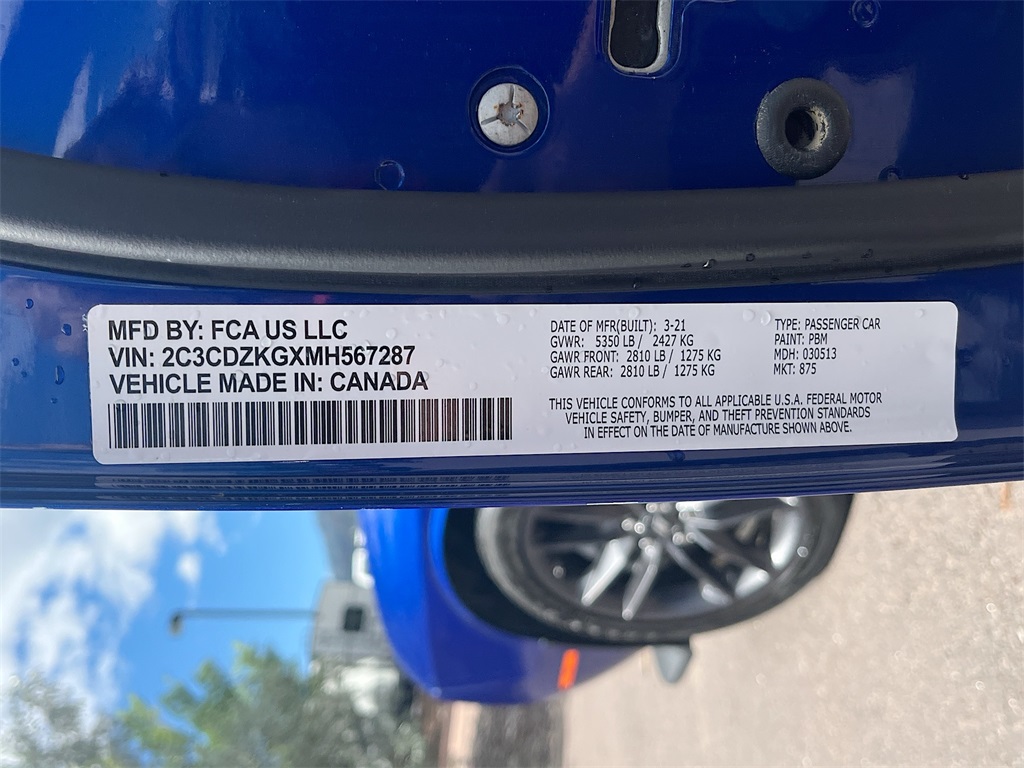 MFD BY: FCA US LLC
VIN: 2C3CDZKGXMH567287
VEHICLE MADE IN: CANADA
DATE OF MFR(BUILT): 3-21
GVWR: 5350 LB / 2427 KG
GAWR FRONT: 2810 LB / 1275 KG
GAWR REAR: 2810 LB / 1275 KG
TYPE: PASSENGER CAR
PAINT: PBM
MDH: 030513
MKT: 875
THIS VEHICLE CONFORMS TO ALL APPLICABLE U.S.A. FEDERAL MOTOR
VEHICLE SAFETY, BUMPER, AND THEFT PREVENTION STANDARDS
IN EFFECT ON THE DATE OF MANUFACTURE SHOWN ABOVE.